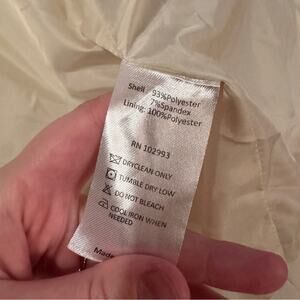 Shell: 93%Polyester
7%Spandex
Lining: 100%Polyester
RN 102993
DRYCLEAN ONLY
TUMBLE DRY LOW
DO NOT BLEACH
COOL IRON WHEN
NEEDED
Made